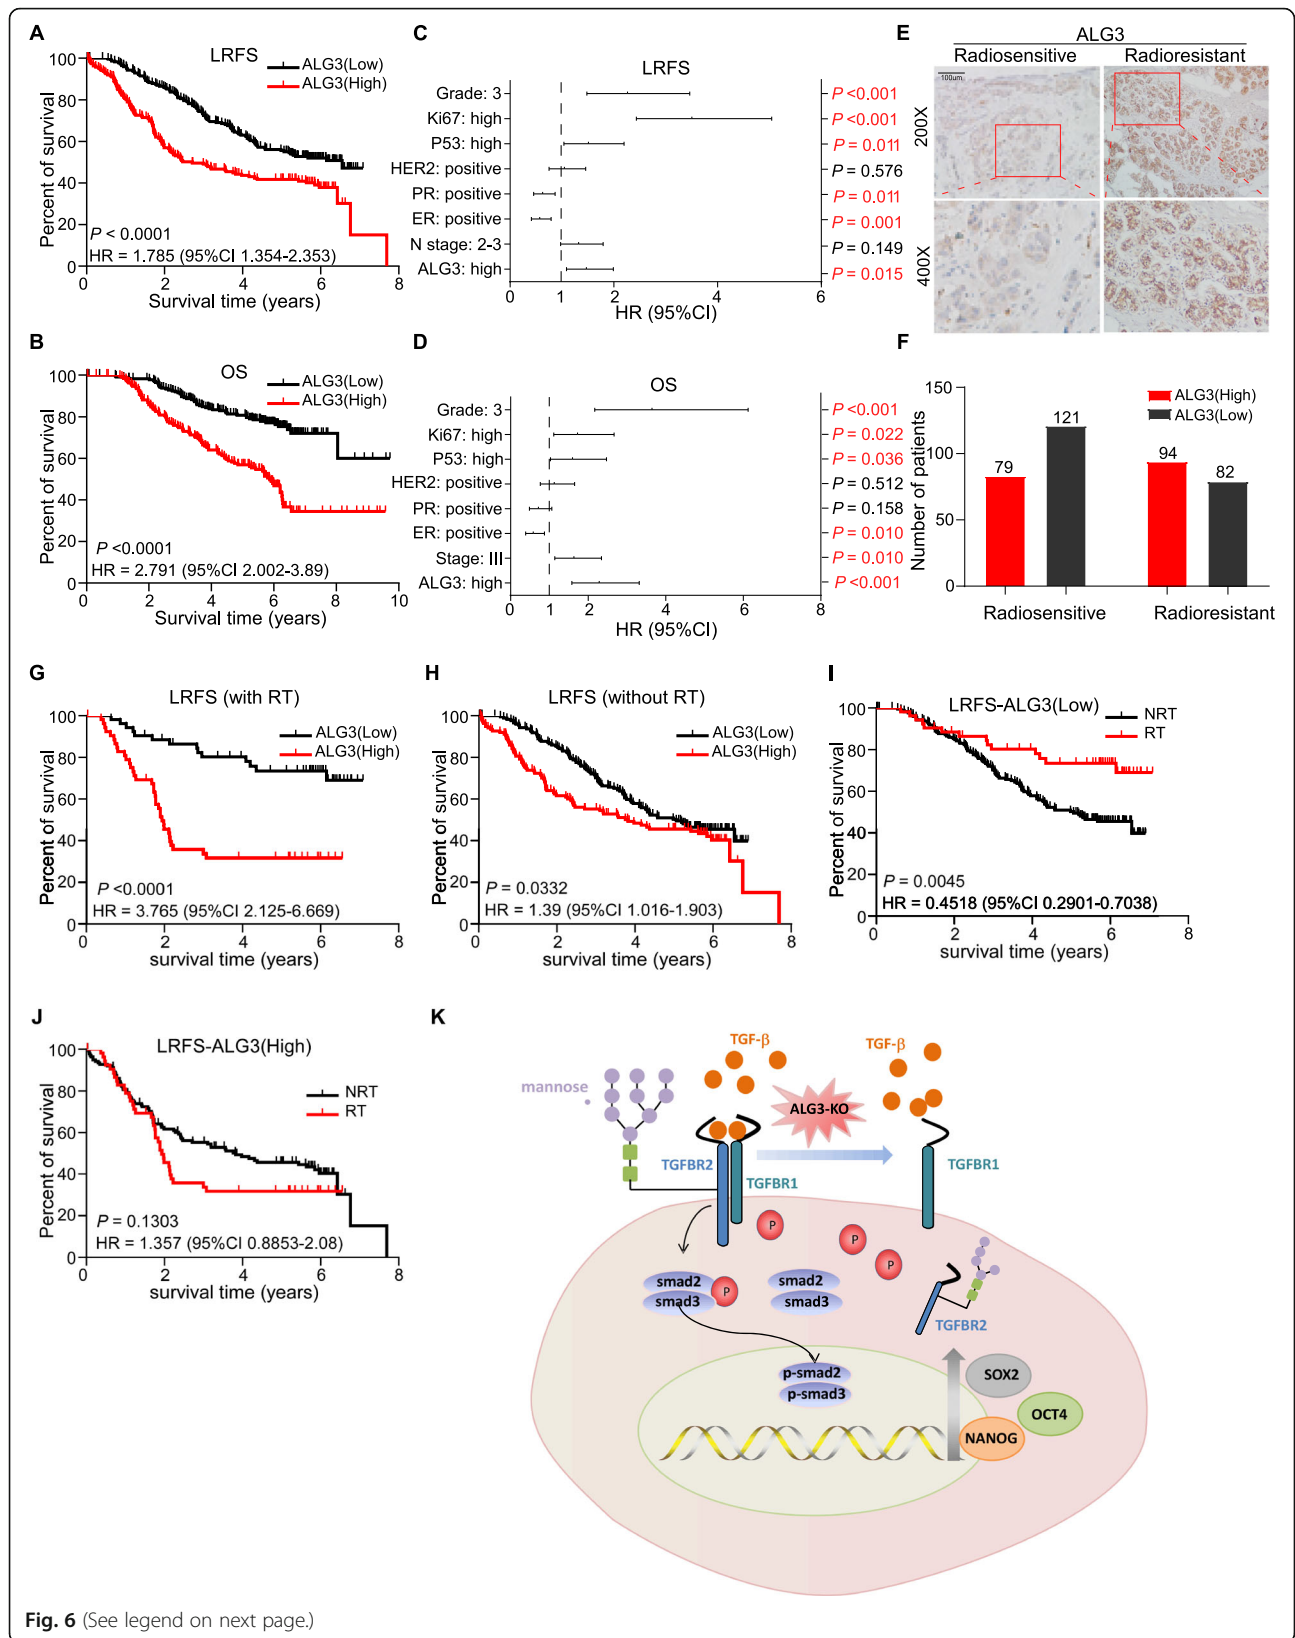 A
LRFS
Percent of survival
100
80
60
40
20
0
ALG3(Low)
ALG3(High)
P < 0.0001
HR = 1.785 (95%CI 1.354-2.353)
0 2 4 6 8
Survival time (years)
B
OS
Percent of survival
100
80
60
40
20
0
ALG3(Low)
ALG3(High)
P <0.0001
HR = 2.791 (95%CI 2.002-3.89)
0 2 4 6 8 10
Survival time (years)
C
LRFS
Grade: 3 P <0.001
Ki67: high P <0.001
P53: high P = 0.011
HER2: positive P = 0.576
PR: positive P = 0.011
ER: positive P = 0.001
N stage: 2-3 P = 0.149
ALG3: high P = 0.015
0 1 2 4 6
HR (95%CI)
D
OS
Grade: 3 P <0.001
Ki67: high P = 0.022
P53: high P = 0.036
HER2: positive P = 0.512
PR: positive P = 0.158
ER: positive P = 0.010
Stage: III P = 0.010
ALG3: high P <0.001
0 1 2 4 6 8
HR (95%CI)
E
ALG3
Radiosensitive Radioresistant
100um
200X
400X
F
Number of patients
150
100
50
0
ALG3(High)
ALG3(Low)
79 121 94 82
Radiosensitive Radioresistant
G
LRFS (with RT)
Percent of survival
100
80
60
40
20
0
ALG3(Low)
ALG3(High)
P <0.0001
HR = 3.765 (95%CI 2.125-6.669)
0 2 4 6 8
survival time (years)
H
LRFS (without RT)
Percent of survival
100
80
60
40
20
0
ALG3(Low)
ALG3(High)
P = 0.0332
HR = 1.39 (95%CI 1.016-1.903)
0 2 4 6 8
survival time (years)
I
LRFS-ALG3(Low)
Percent of survival
100
80
60
40
20
0
NRT
RT
P = 0.0045
HR = 0.4518 (95%CI 0.2901-0.7038)
0 2 4 6 8
survival time (years)
J
LRFS-ALG3(High)
Percent of survival
100
80
60
40
20
0
NRT
RT
P = 0.1303
HR = 1.357 (95%CI 0.8853-2.08)
0 2 4 6 8
survival time (years)
K
TGF-β TGF-β
mannose
ALG3-KO
TGFBR2
TGFBR1
TGFBR1
P
P
P
smad2
smad3
P
smad2
smad3
TGFBR2
p-smad2
p-smad3
SOX2
OCT4
NANOG
Fig. 6 (See legend on next page.)